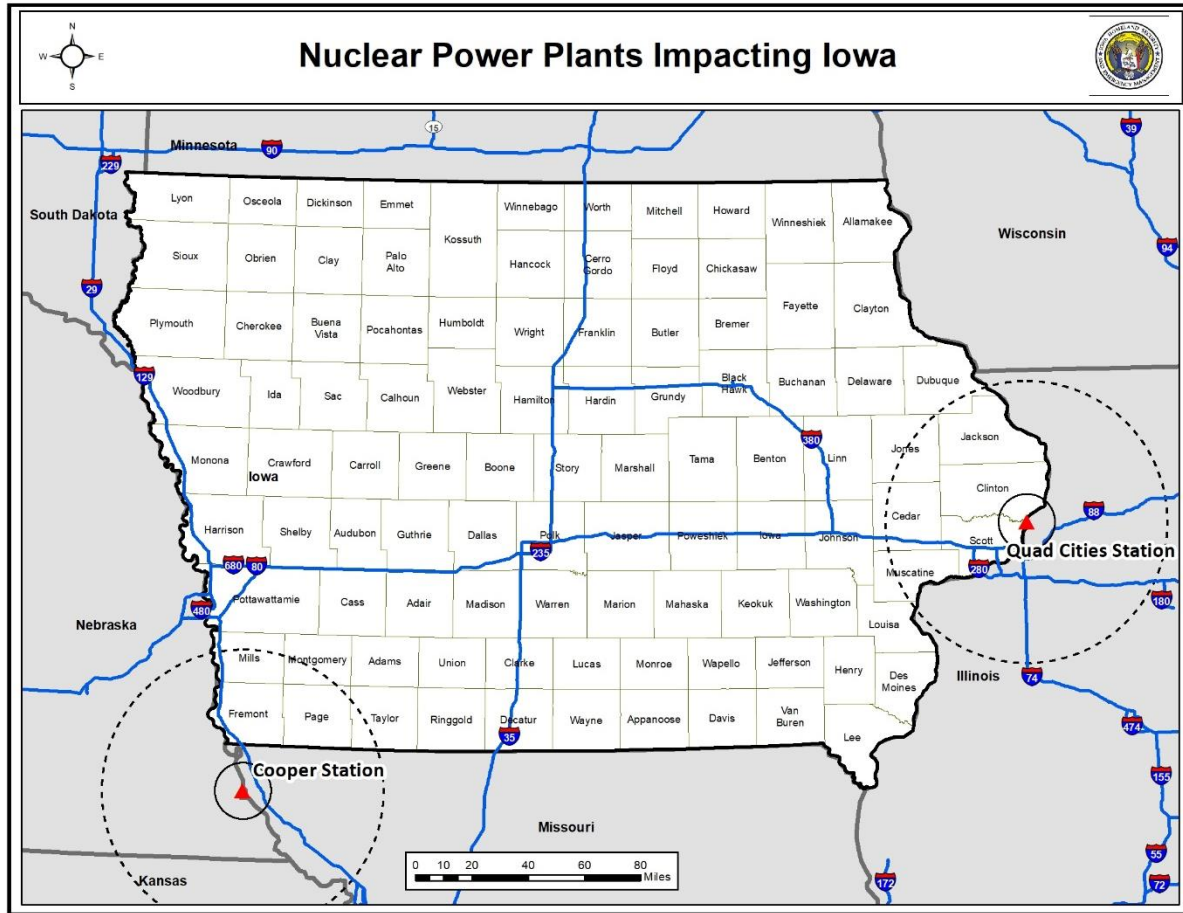 N
W E
S
Nuclear Power Plants Impacting Iowa
15
39
Minnesota
90
229
Lyon
Osceola
Dickinson
Emmet
Winnebago
Worth
Mitchell
Howard
Winneshiek
Allamakee
South Dakota
Kossuth
Wisconsin
94
Sioux
Obrien
Clay
Palo
Alto
Hancock
Cerro
Gordo
Floyd
Chickasaw
29
Fayette
Clayton
Plymouth
Cherokee
Buena
Vista
Pocahontas
Humboldt
Wright
Franklin
Butler
Bremer
129
Woodbury
Ida
Sac
Calhoun
Webster
Hamilton
Hardin
Grundy
Black
Hawk
Buchanan
Delaware
Dubuque
380
Jackson
Monona
Crawford
Carroll
Greene
Boone
Story
Marshall
Tama
Benton
Linn
Jones
Iowa
Clinton
88
Harrison
Shelby
Audubon
Guthrie
Dallas
Polk
Jasper
Poweshiek
Iowa
Johnson
Cedar
Scott
Quad Cities Station
235
680
80
280
Muscatine
180
Pottawattamie
Cass
Adair
Madison
Warren
Marion
Mahaska
Keokuk
Washington
480
Louisa
Nebraska
Mills
Montgomery
Adams
Union
Clarke
Lucas
Monroe
Wapello
Jefferson
Henry
Des
Moines
Illinois
74
Fremont
Page
Taylor
Ringgold
Decatur
Wayne
Appanoose
Davis
Van
Buren
474
35
Lee
Cooper Station
155
Missouri
0 5 10 20 40 60 80
Miles
55
Kansas
172
72